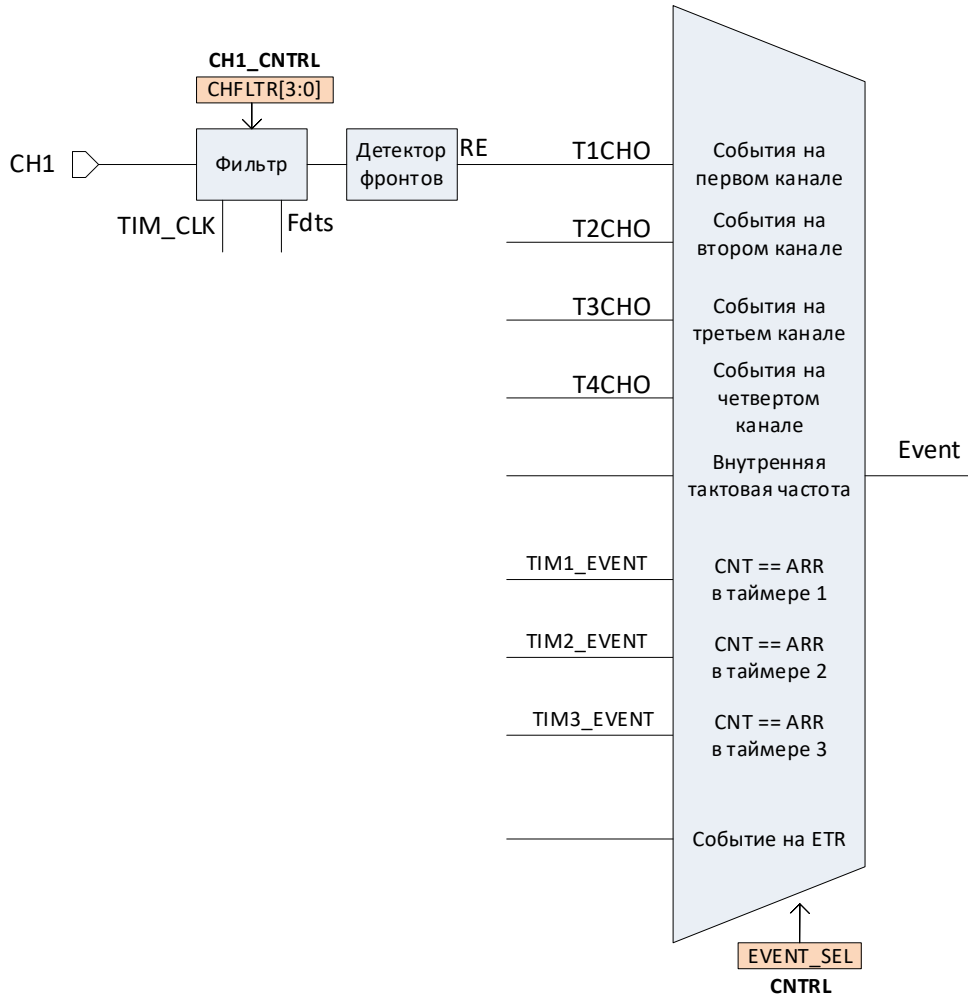 CH1_CNTRL
CHFLTR[3:0]
CH1
Фильтр
Детектор
фронтов
RE
TIM_CLK
Fdts
T1CHO
События на
первом канале
T2CHO
События на
втором канале
T3CHO
События на
третьем канале
T4CHO
События на
четвертом
канале
Внутренняя
тактовая частота
Event
TIM1_EVENT
CNT == ARR
в таймере 1
TIM2_EVENT
CNT == ARR
в таймере 2
TIM3_EVENT
CNT == ARR
в таймере 3
Событие на ETR
EVENT_SEL
CNTRL